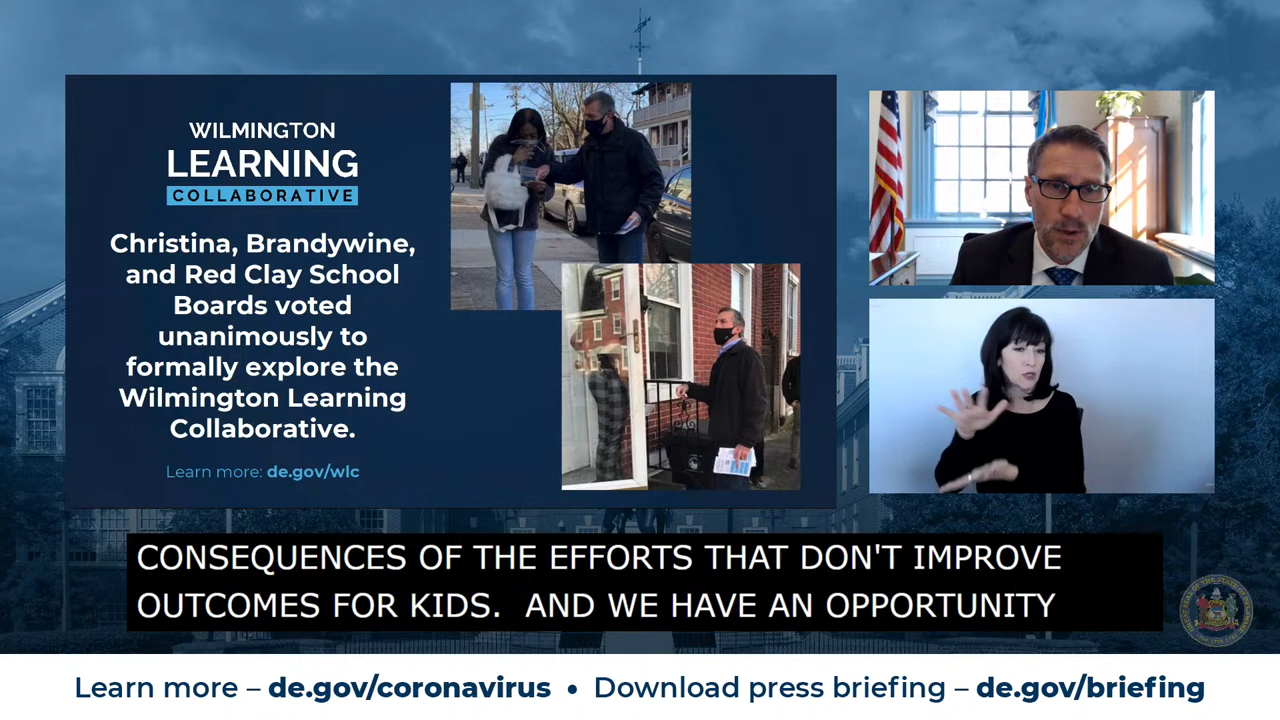 WILMINGTON
LEARNING
COLLABORATIVE
Christina, Brandywine,
and Red Clay School
Boards voted
unanimously to
formally explore the
Wilmington Learning
Collaborative.
Learn more: de.gov/wlc
CONSEQUENCES OF THE EFFORTS THAT DON'T IMPROVE
OUTCOMES FOR KIDS.  AND WE HAVE AN OPPORTUNITY
Learn more – de.gov/coronavirus • Download press briefing – de.gov/briefing